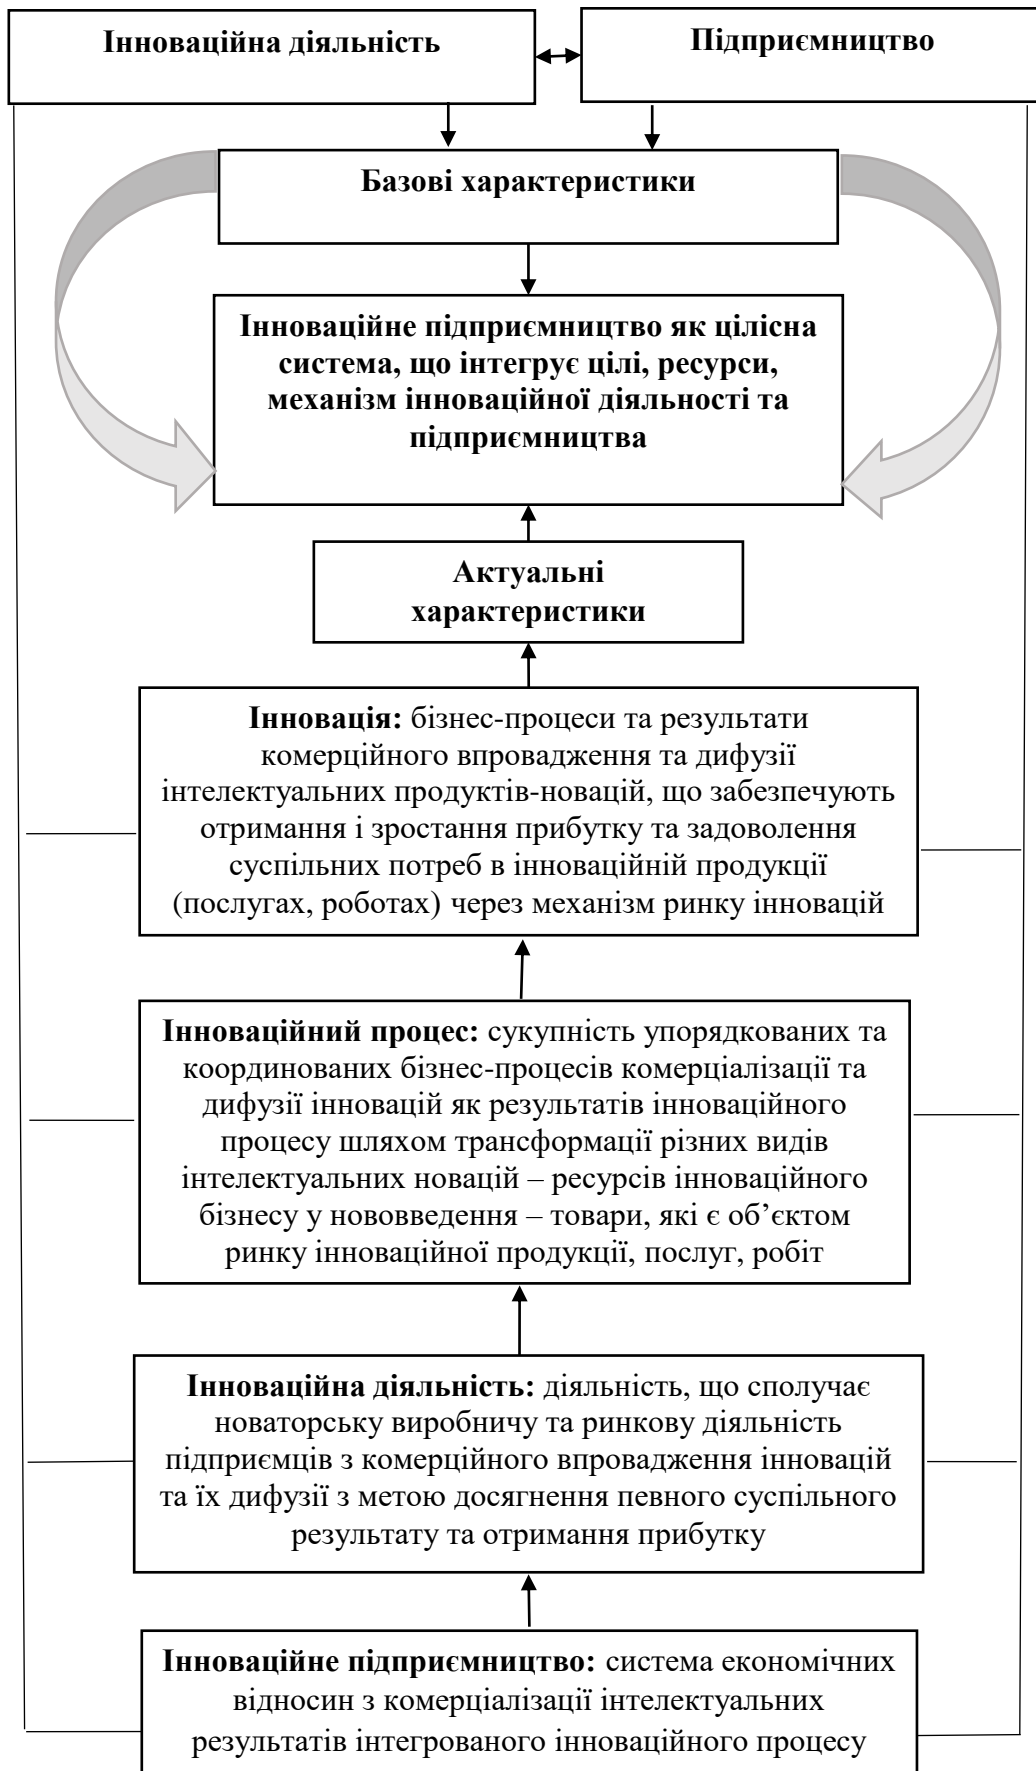 Інноваційна діяльність
Підприємництво
Базові характеристики
Інноваційне підприємництво як цілісна
система, що інтегрує цілі, ресурси,
механізм інноваційної діяльності та
підприємництва
Актуальні
характеристики
Інновація: бізнес-процеси та результати
комерційного впровадження та дифузії
інтелектуальних продуктів-новацій, що забезпечують
отримання і зростання прибутку та задоволення
суспільних потреб в інноваційній продукції
(послугах, роботах) через механізм ринку інновацій
Інноваційний процес: сукупність упорядкованих та
координованих бізнес-процесів комерціалізації та
дифузії інновацій як результатів інноваційного
процесу шляхом трансформації різних видів
інтелектуальних новацій – ресурсів інноваційного
бізнесу у нововведення – товари, які є об’єктом
ринку інноваційної продукції, послуг, робіт
Інноваційна діяльність: діяльність, що сполучає
новаторську виробничу та ринкову діяльність
підприємців з комерційного впровадження інновацій
та їх дифузії з метою досягнення певного суспільного
результату та отримання прибутку
Інноваційне підприємництво: система економічних
відносин з комерціалізації інтелектуальних
результатів інтегрованого інноваційного процесу